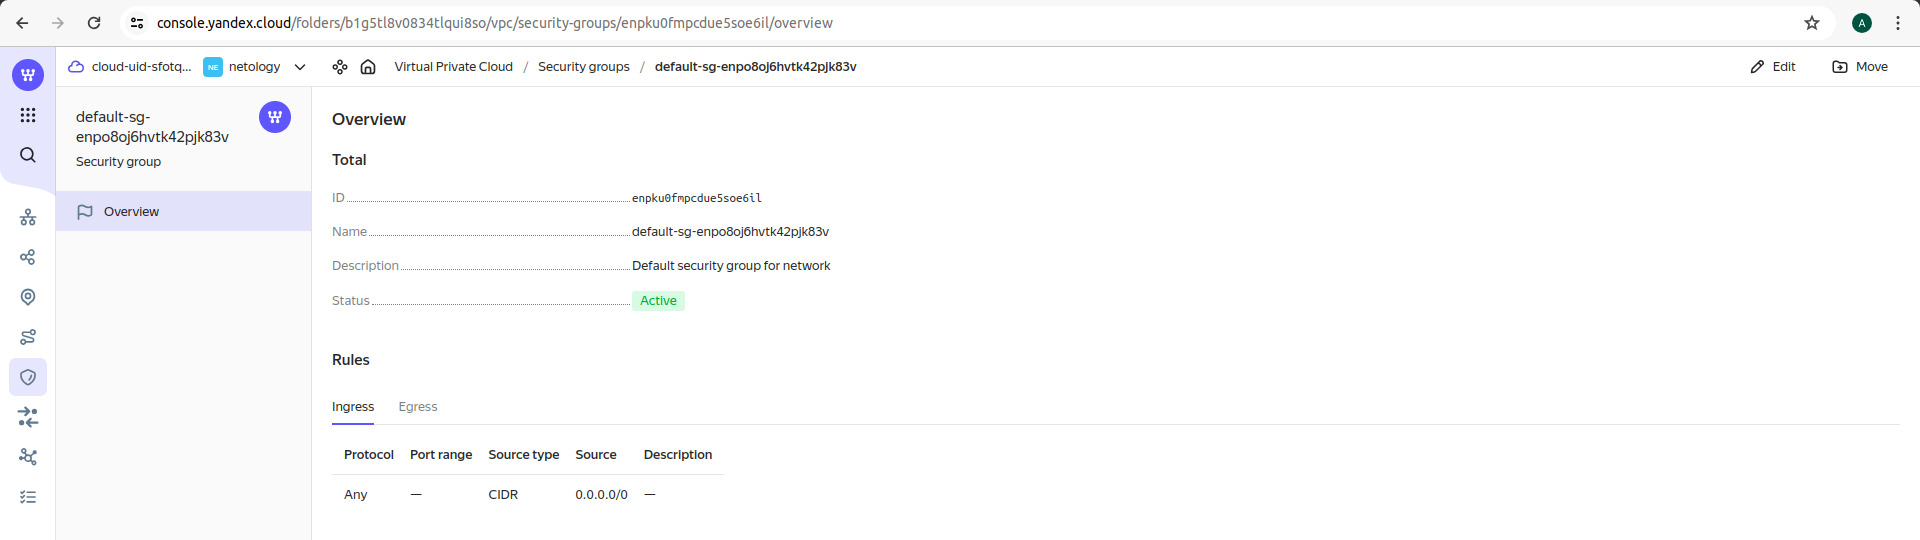 console.yandex.cloud/folders/b1g5tl8v0834tlqui8so/vpc/security-groups/enpku0fmpcdue5soe6il/overview
A
cloud-uid-sfotq...
NE
netology
Virtual Private Cloud / Security groups / default-sg-enpo8oj6hvtk42pjk83v
Edit
Move
default-sg-
enpo8oj6hvtk42pjk83v
Security group
Overview
Overview
Total
ID enpku0fmpcdue5soe6il
Name default-sg-enpo8oj6hvtk42pjk83v
Description Default security group for network
Status Active
Rules
Ingress Egress
Protocol Port range Source type Source Description
Any — CIDR 0.0.0.0/0 —